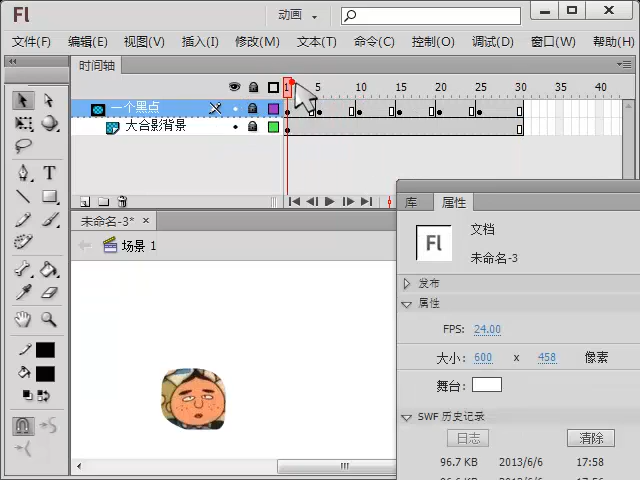 Fl
动画
文件(F) 编辑(E) 视图(V) 插入(I) 修改(M) 文本(T) 命令(C) 控制(O) 调试(D) 窗口(W) 帮助(H)
时间轴
1 5 10 15 20 25 30 35 40
一个黑点
大合影背景
库 属性
未命名-3* ×
场景 1
Fl
文档
未命名-3
发布
属性
FPS: 24.00
大小: 600 x 458 像素
舞台:
SWF 历史记录
日志 清除
96.7 KB 2013/6/6 17:58